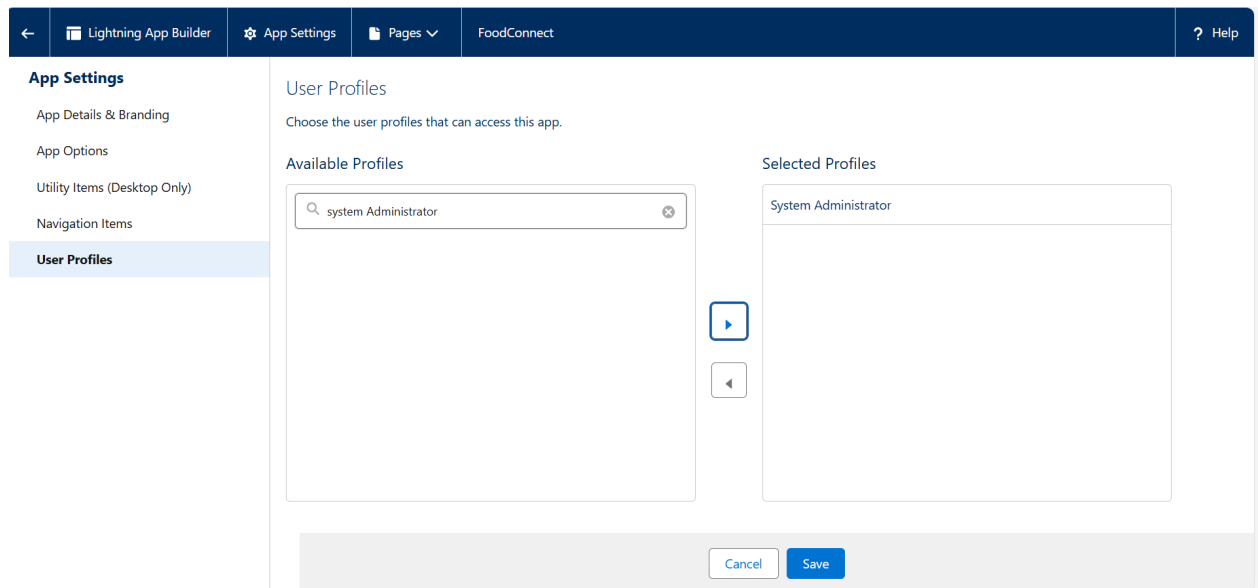 Lightning App Builder
App Settings
Pages
FoodConnect
? Help
App Settings
App Details & Branding
App Options
Utility Items (Desktop Only)
Navigation Items
User Profiles
User Profiles
Choose the user profiles that can access this app.
Available Profiles
system Administrator
Selected Profiles
System Administrator
Cancel
Save